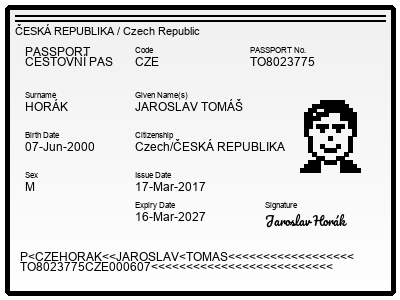 ČESKÁ REPUBLIKA / Czech Republic
PASSPORT
CESTOVNÍ PAS
Code
CZE
PASSPORT No.
TO8023775
Surname
HORÁK
Given Name(s)
JAROSLAV TOMÁŠ
Birth Date
07-Jun-2000
Citizenship
Czech/ČESKÁ REPUBLIKA
Sex
M
Issue Date
17-Mar-2017
Expiry Date
16-Mar-2027
Signature
Jaroslav Horák
P<CZEHORAK<<JAROSLAV<TOMAS<<<<<<<<<<<<<<<<<<
TO8023775CZE000607<<<<<<<<<<<<<<<<<<<<<<<<<<